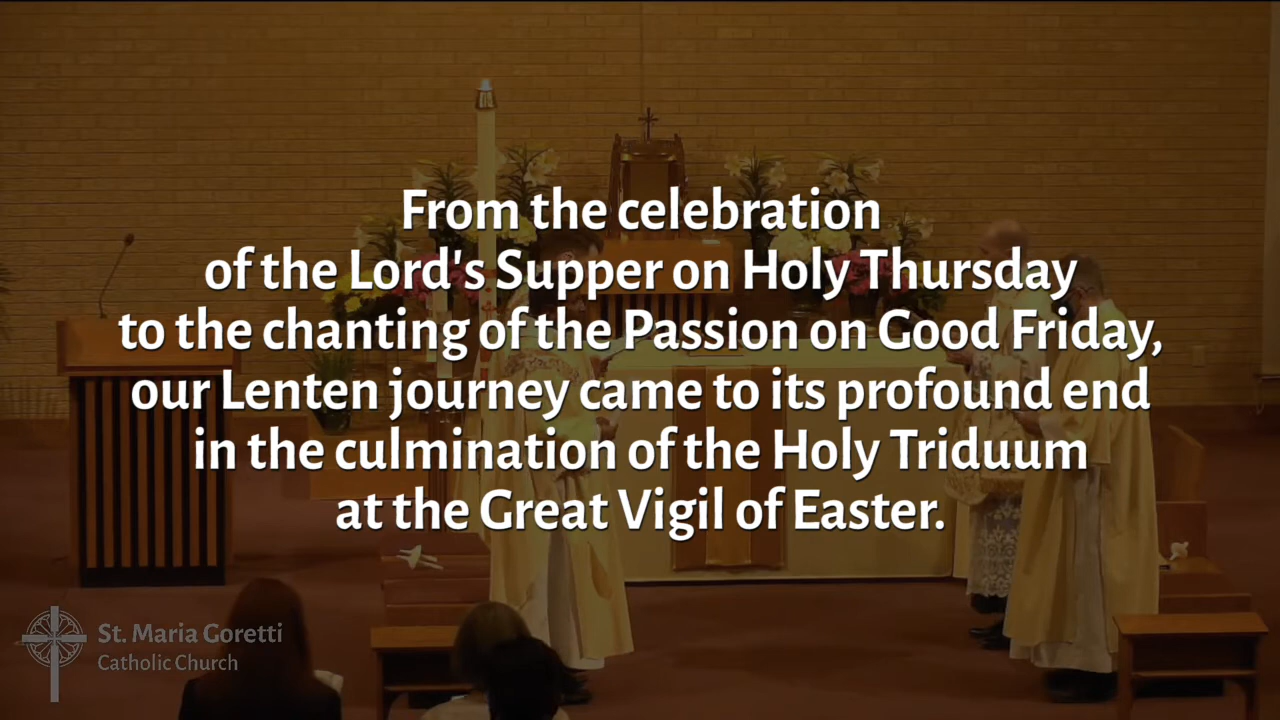 From the celebration
of the Lord's Supper on Holy Thursday
to the chanting of the Passion on Good Friday,
our Lenten journey came to its profound end
in the culmination of the Holy Triduum
at the Great Vigil of Easter.
St. Maria Goretti
Catholic Church